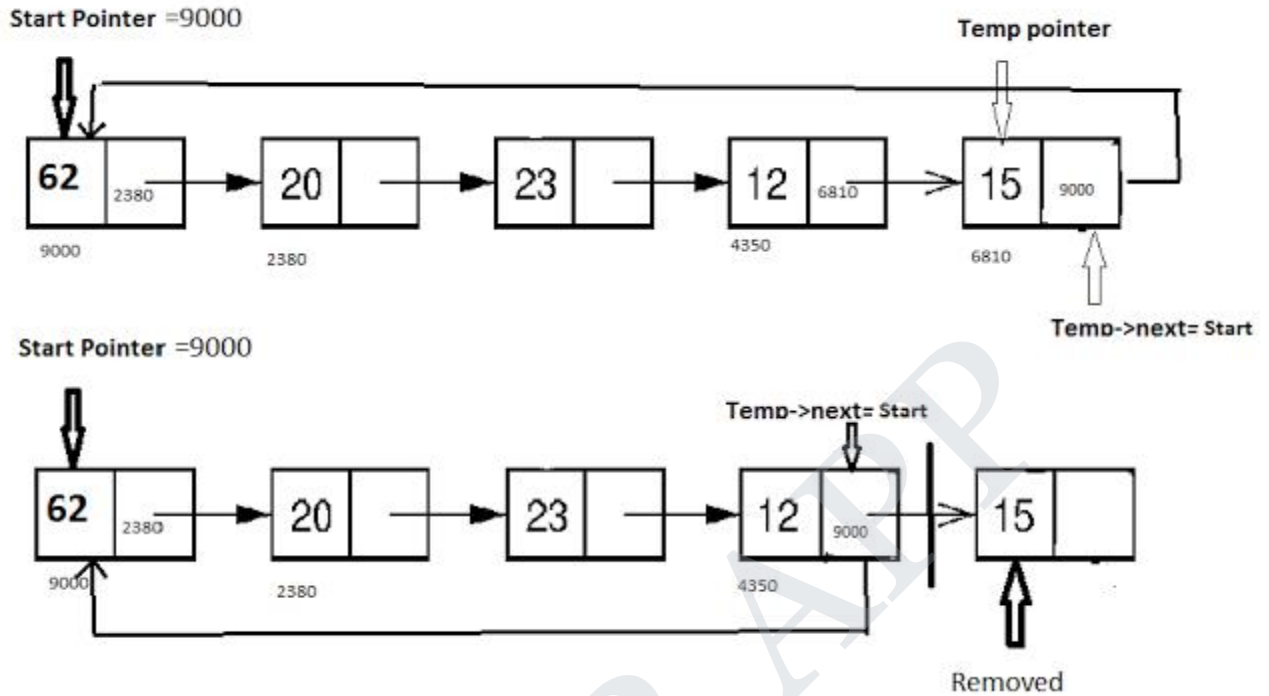 Start Pointer =9000
Temp pointer
62 2380 20 23 12 6810 15 9000
9000 2380 4350 6810
Temp->next= Start
Start Pointer =9000
Temp->next= Start
62 2380 20 23 12 9000 15
9000 2380 4350
Removed
APP